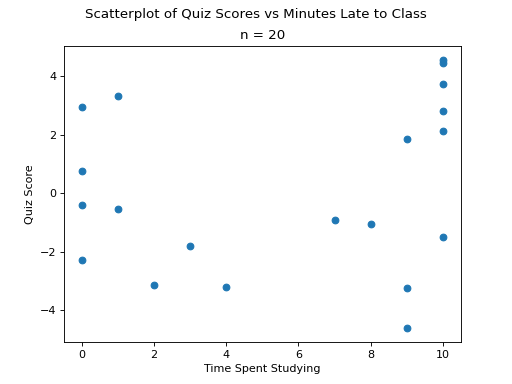 Scatterplot of Quiz Scores vs Minutes Late to Class
n = 20
4
2
0
−2
−4
Quiz Score
0 2 4 6 8 10
Time Spent Studying